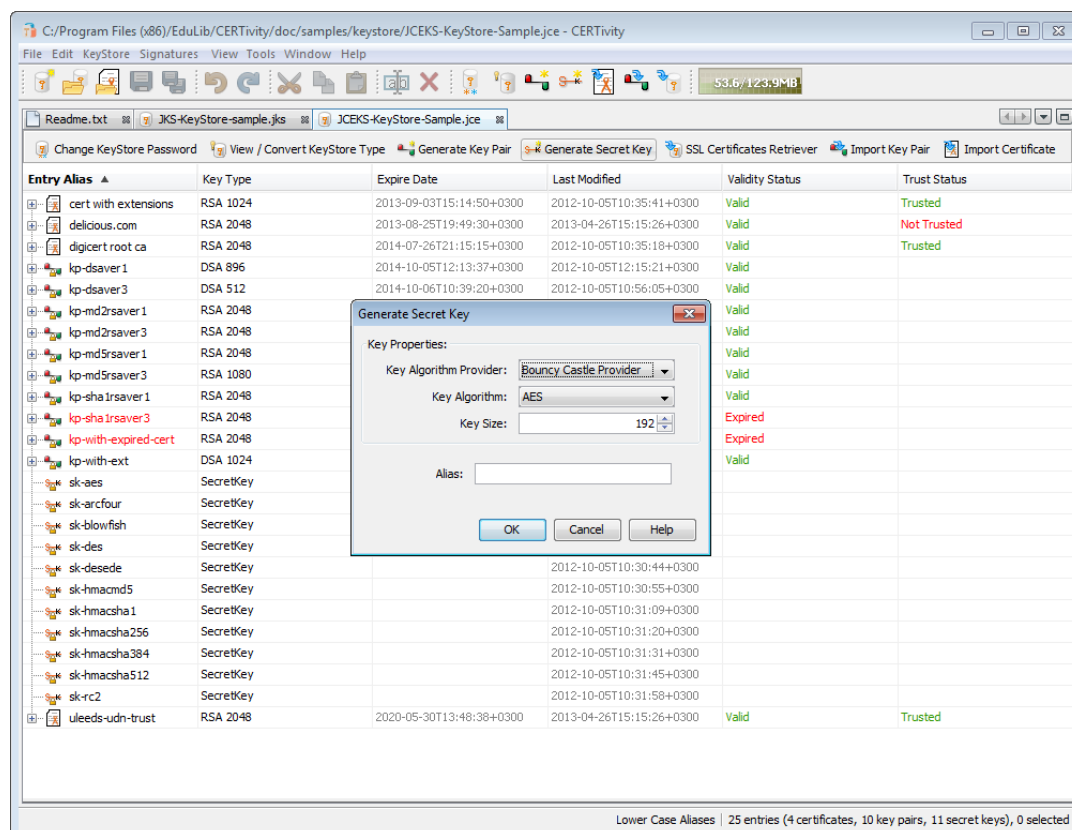 C:/Program Files (x86)/EduLib/CERTivity/doc/samples/keystore/JCEKS-KeyStore-Sample.jce - CERTivity
File Edit KeyStore Signatures View Tools Window Help
53.6/123.9MB
Readme.txt JKS-KeyStore-sample.jks JCEKS-KeyStore-Sample.jce
Change KeyStore Password View / Convert KeyStore Type Generate Key Pair Generate Secret Key SSL Certificates Retriever Import Key Pair Import Certificate
Entry Alias Key Type Expire Date Last Modified Validity Status Trust Status
cert with extensions RSA 1024 2013-09-03T15:14:50+0300 2012-10-05T10:35:41+0300 Valid Trusted
delicious.com RSA 2048 2013-08-25T19:49:30+0300 2013-04-26T15:15:26+0300 Valid Not Trusted
digicert root ca RSA 2048 2014-07-26T21:15:15+0300 2012-10-05T10:35:18+0300 Valid Trusted
kp-dsaver1 DSA 896 2014-10-05T12:13:37+0300 2012-10-05T12:15:21+0300 Valid
kp-dsaver3 DSA 512 2014-10-06T10:39:20+0300 2012-10-05T10:56:05+0300 Valid
kp-md2rsaver1 RSA 2048 Valid
kp-md2rsaver3 RSA 2048 Valid
kp-md5rsaver1 RSA 2048 Valid
kp-md5rsaver3 RSA 1080 Valid
kp-sha1rsaver1 RSA 2048 Valid
kp-sha1rsaver3 RSA 2048 Expired
kp-with-expired-cert RSA 2048 Expired
kp-with-ext DSA 1024 Valid
sk-aes SecretKey
sk-arcfour SecretKey
sk-blowfish SecretKey
sk-des SecretKey
sk-desede SecretKey 2012-10-05T10:30:44+0300
sk-hmacmd5 SecretKey 2012-10-05T10:30:55+0300
sk-hmacsha1 SecretKey 2012-10-05T10:31:09+0300
sk-hmacsha256 SecretKey 2012-10-05T10:31:20+0300
sk-hmacsha384 SecretKey 2012-10-05T10:31:31+0300
sk-hmacsha512 SecretKey 2012-10-05T10:31:45+0300
sk-rc2 SecretKey 2012-10-05T10:31:58+0300
uleeds-udn-trust RSA 2048 2020-05-30T13:48:38+0300 2013-04-26T15:15:26+0300 Valid Trusted
Generate Secret Key
Key Properties:
Key Algorithm Provider: Bouncy Castle Provider
Key Algorithm: AES
Key Size: 192
Alias:
OK Cancel Help
Lower Case Aliases 25 entries (4 certificates, 10 key pairs, 11 secret keys), 0 selected